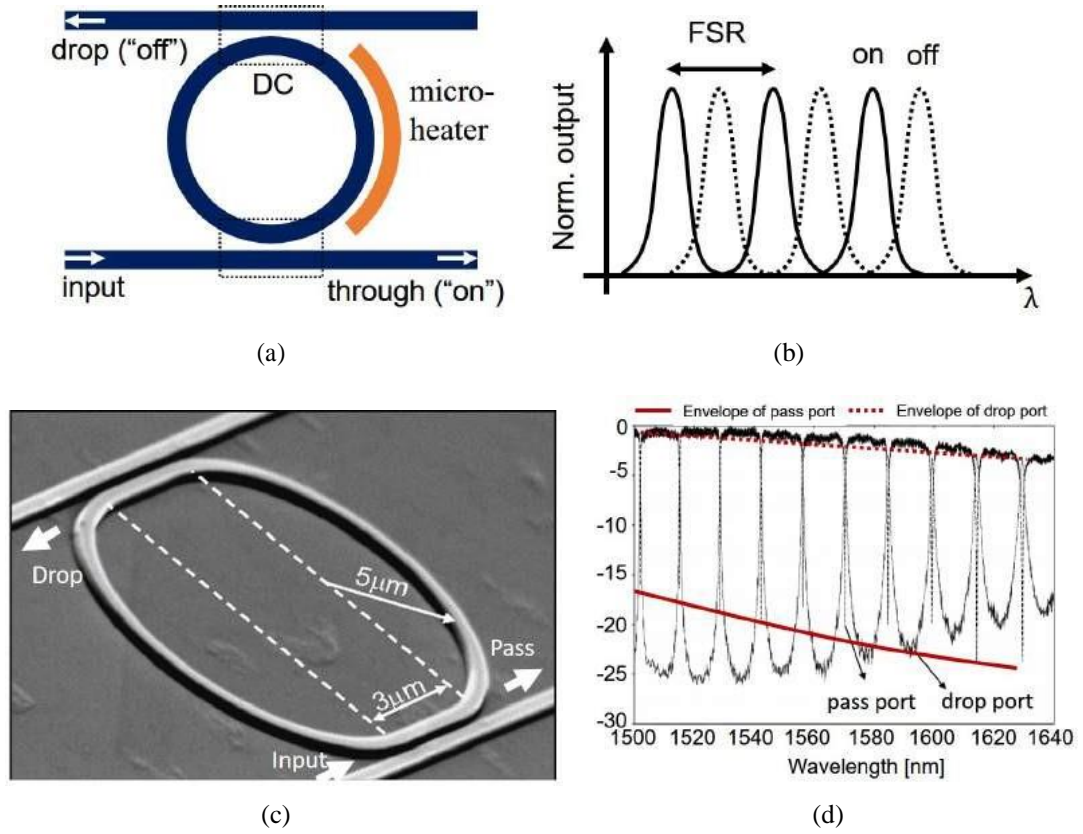 drop (“off”)
DC
micro-
heater
input
through (“on”)
(a)
FSR
on off
Norm. output
λ
(b)
5μm
Drop
Pass
3μm
Input
(c)
Envelope of pass port Envelope of drop port
0
-5
-10
-15
-20
-25
-30
pass port
drop port
1500 1520 1540 1560 1580 1600 1620 1640
Wavelength [nm]
(d)